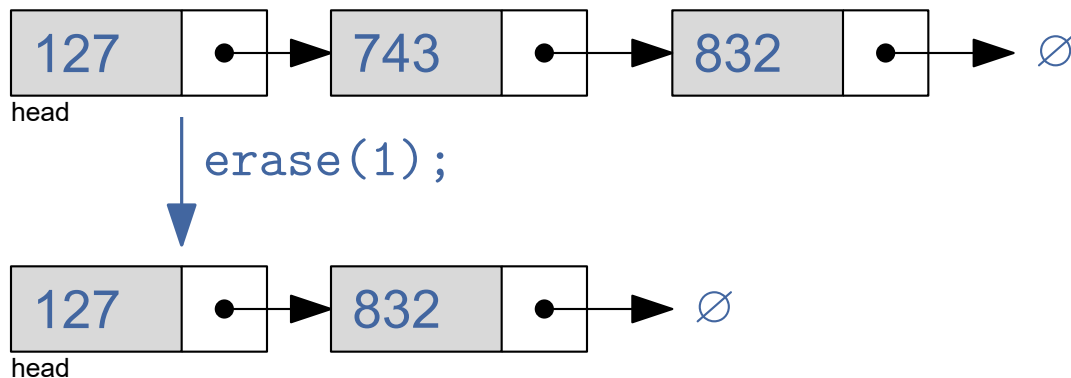 127 743 832 ∅
head
erase(1);
127 832 ∅
head